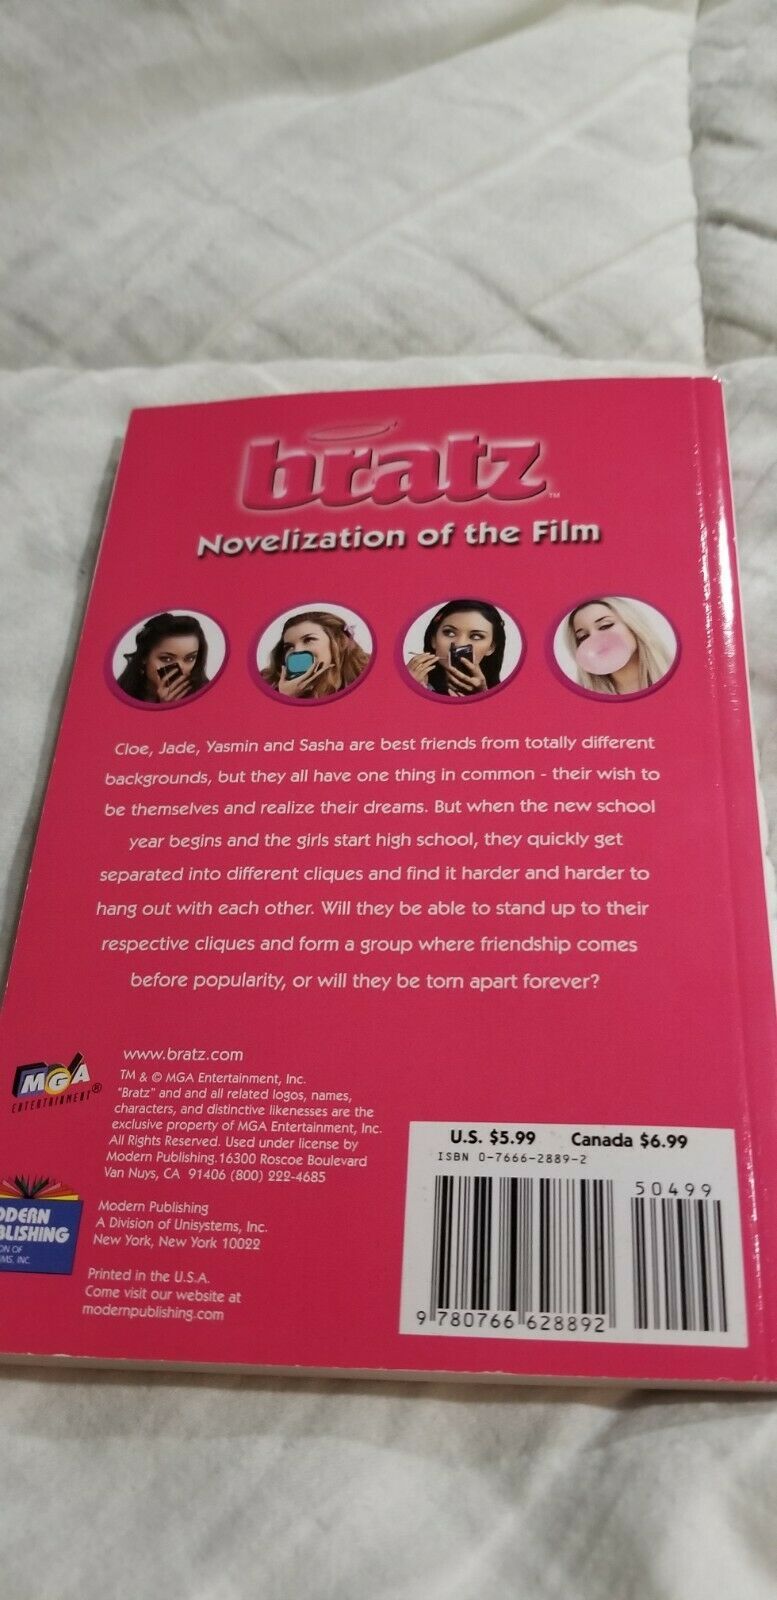 bratz™
Novelization of the Film
Cloe, Jade, Yasmin and Sasha are best friends from totally different
backgrounds, but they all have one thing in common - their wish to
be themselves and realize their dreams. But when the new school
year begins and the girls start high school, they quickly get
separated into different cliques and find it harder and harder to
hang out with each other. Will they be able to stand up to their
respective cliques and form a group where friendship comes
before popularity, or will they be torn apart forever?
MGA
ENTERTAINMENT®
www.bratz.com
TM & © MGA Entertainment, Inc.
"Bratz" and and all related logos, names,
characters, and distinctive likenesses are the
exclusive property of MGA Entertainment, Inc.
All Rights Reserved. Used under license by
Modern Publishing.16300 Roscoe Boulevard
Van Nuys, CA 91406 (800) 222-4685
ODERN
BLISHING
ON OF
MS, INC
Modern Publishing
A Division of Unisystems, Inc.
New York, New York 10022
Printed in the U.S.A.
Come visit our website at
modernpublishing.com
U.S. $5.99 Canada $6.99
ISBN 0-7666-2889-2
50499
9 780766 628892